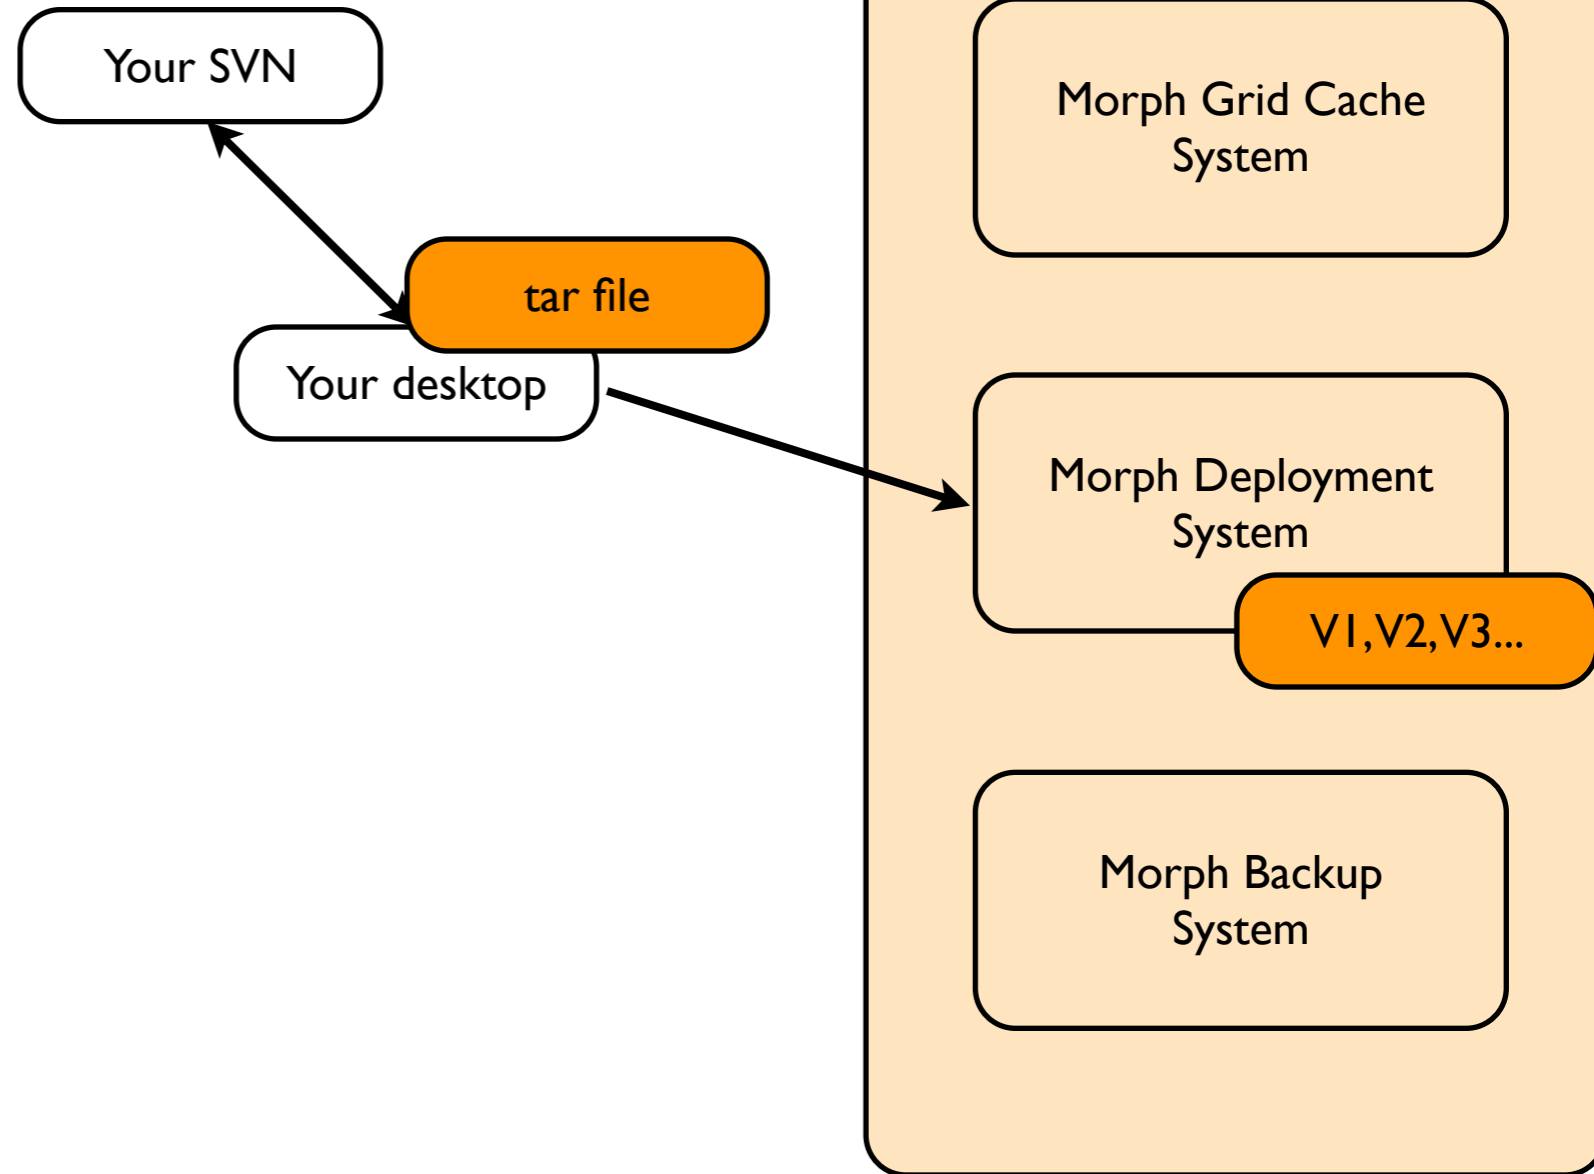 Your SVN
tar file
Your desktop
Morph Grid Cache
System
Morph Deployment
System
V1, V2, V3...
Morph Backup
System